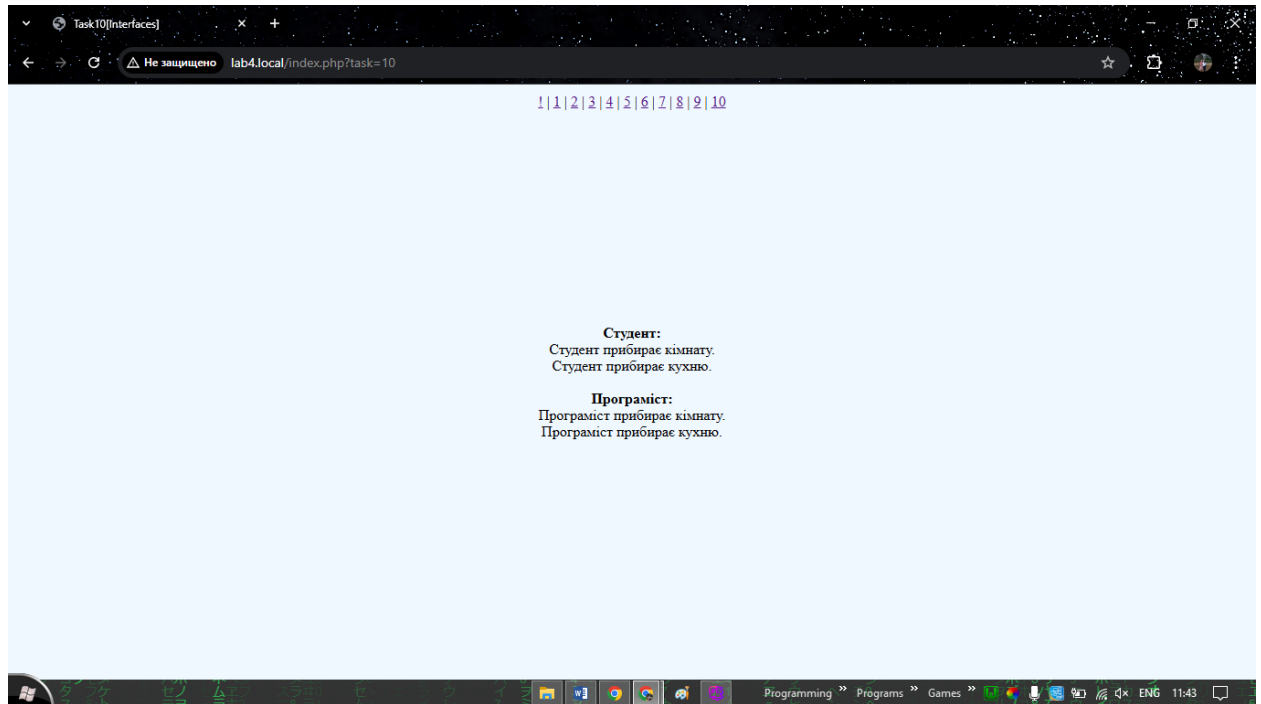 Task10[Interfaces]
Не защищено lab4.local/index.php?task=10
! | 1 | 2 | 3 | 4 | 5 | 6 | 7 | 8 | 9 | 10
Студент:
Студент прибирає кімнату.
Студент прибирає кухню.
Програміст:
Програміст прибирає кімнату.
Програміст прибирає кухню.
Programming » Programs » Games » ENG 11:43